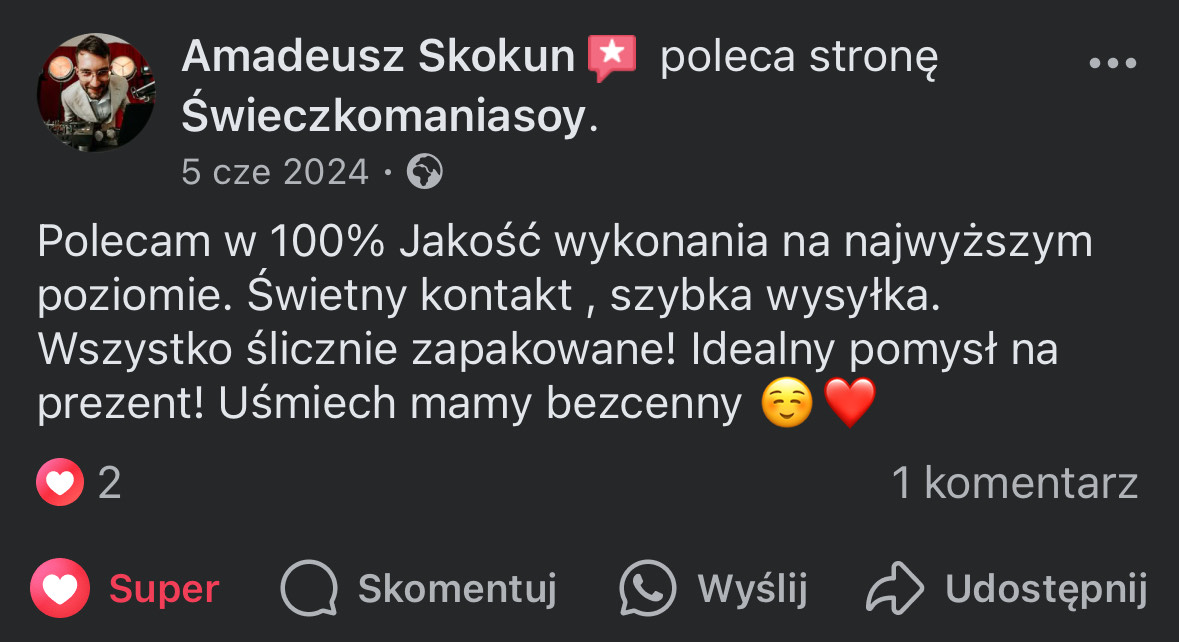 Amadeusz Skokun poleca stronę
Świeczkomaniasoy.
5 cze 2024 ·
Polecam w 100% Jakość wykonania na najwyższym
poziomie. Świetny kontakt , szybka wysyłka.
Wszystko ślicznie zapakowane! Idealny pomysł na
prezent! Uśmiech mamy bezcenny ☺️❤️
2 1 komentarz
Super Skomentuj Wyślij Udostępnij